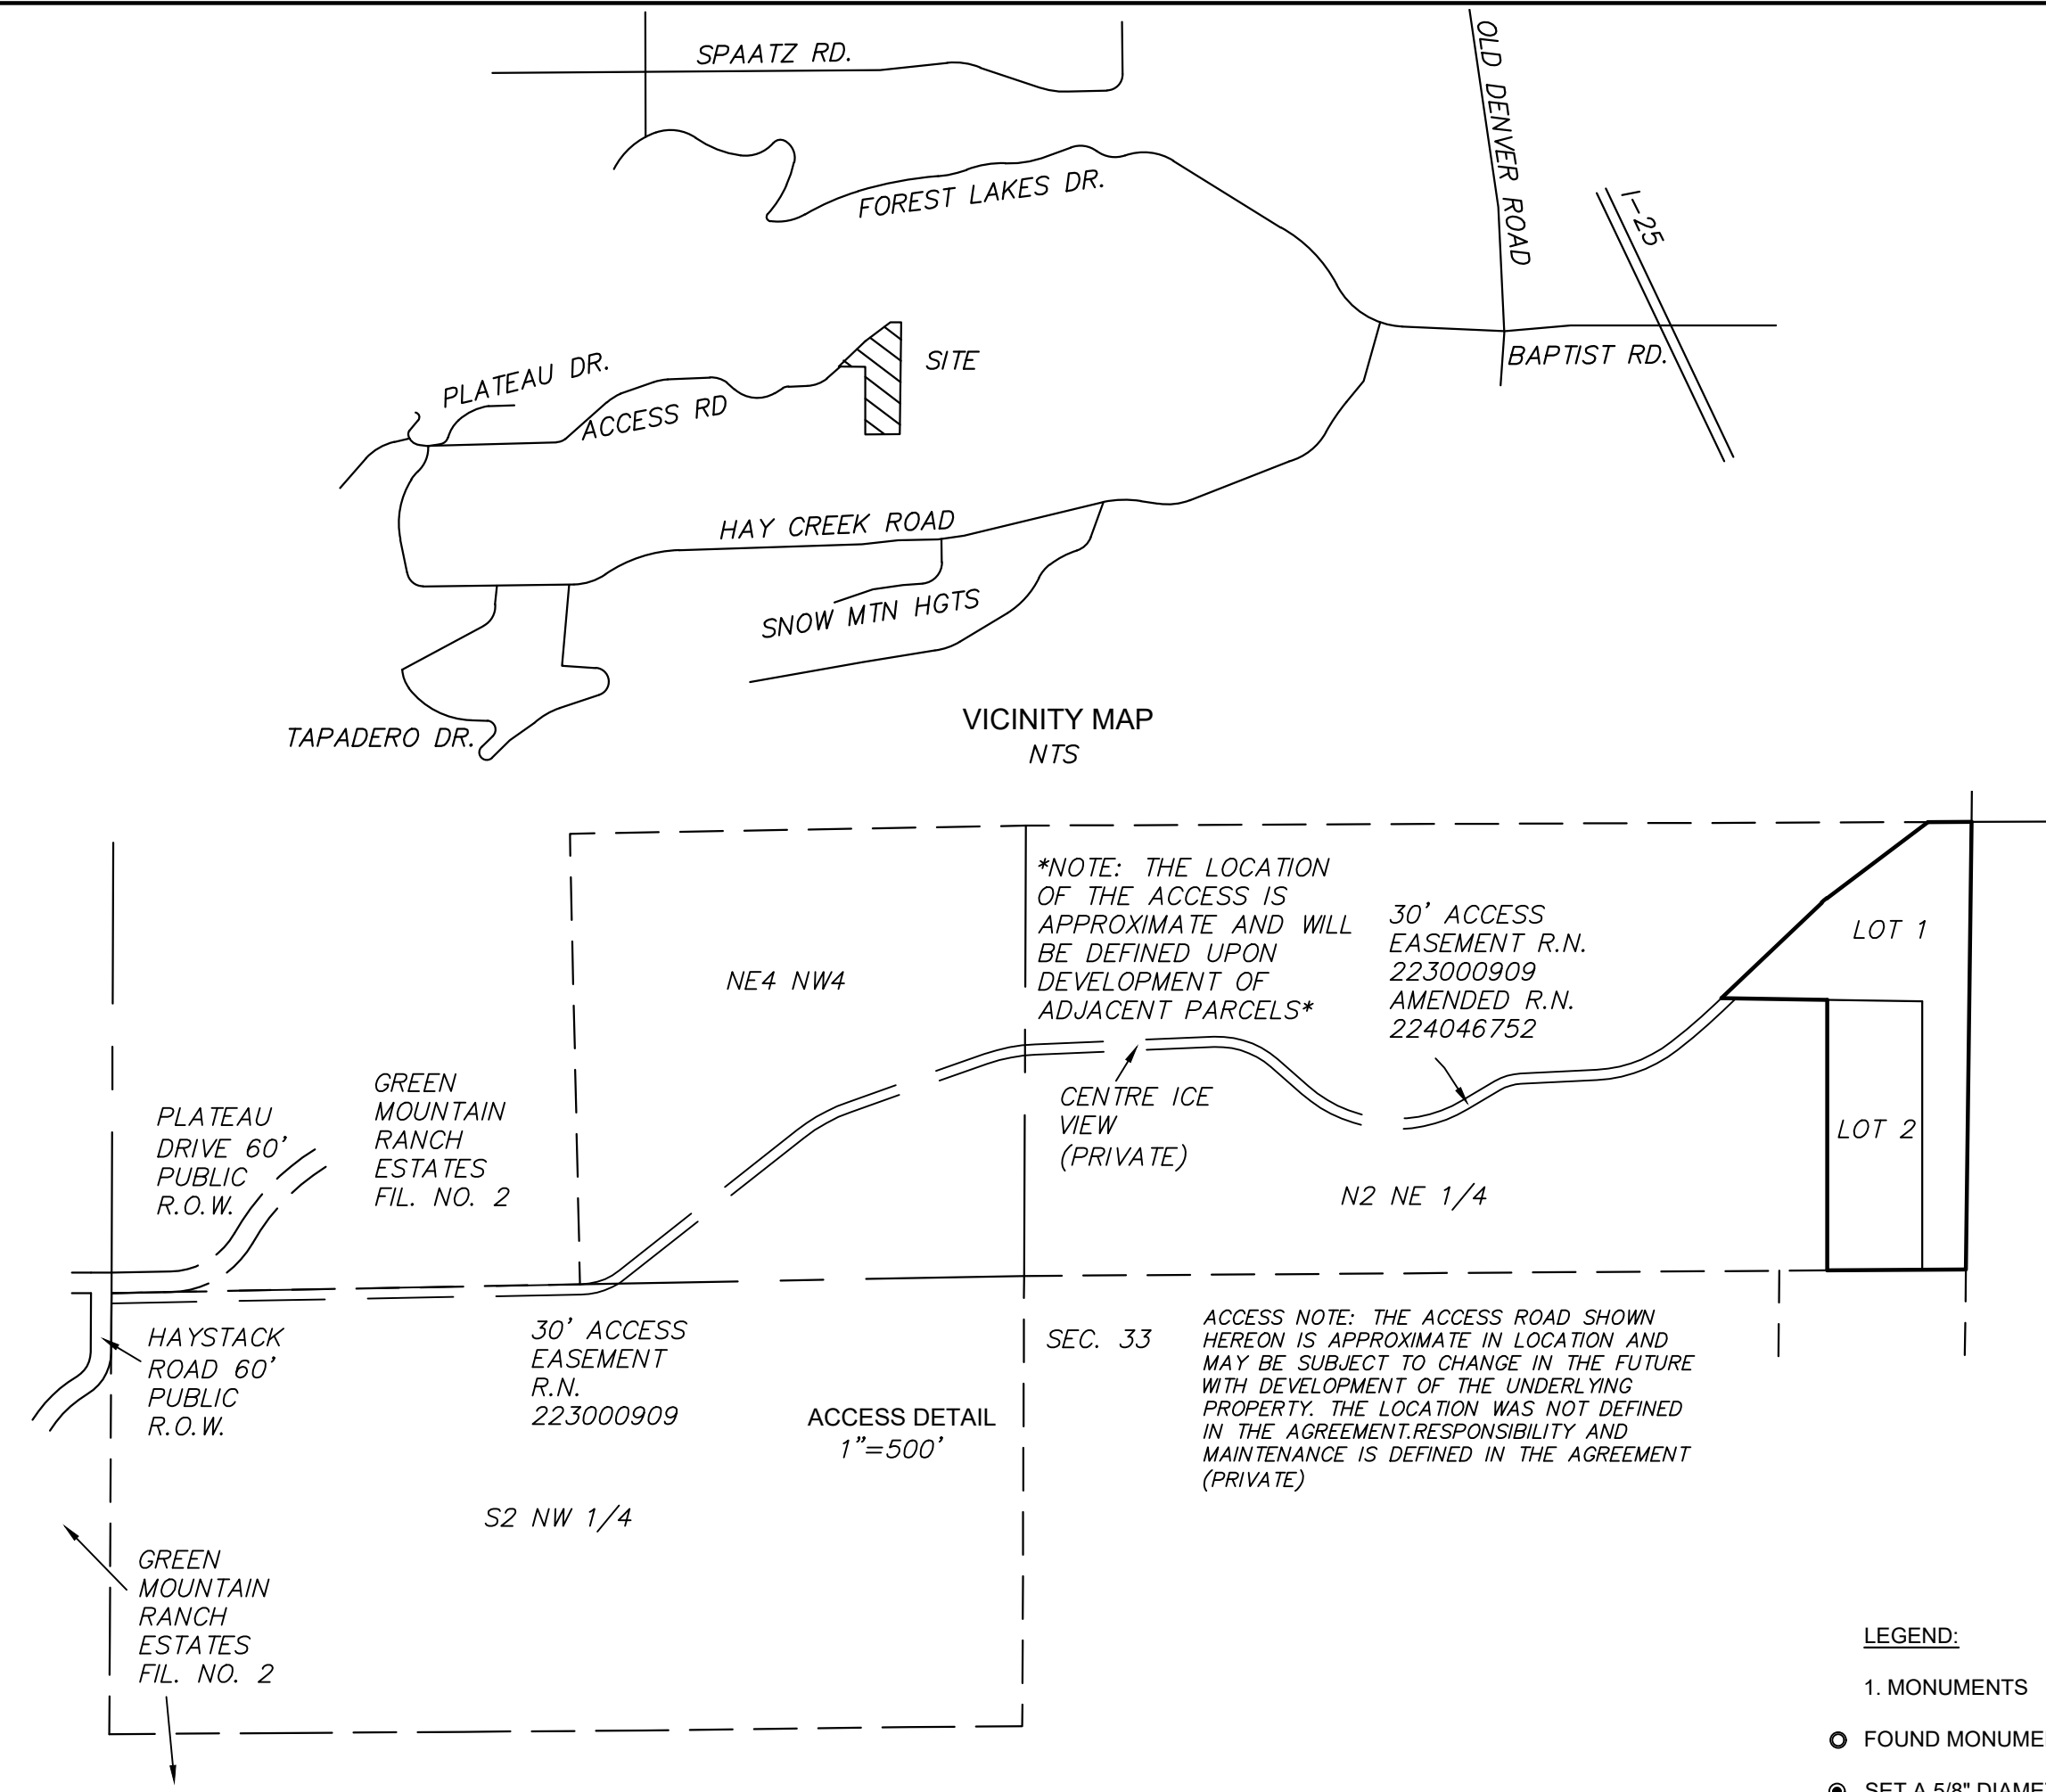 SPAATZ RD.
OLD DENVER ROAD
FOREST LAKES DR.
I-25
SITE
BAPTIST RD.
PLATEAU DR.
ACCESS RD
HAY CREEK ROAD
SNOW MTN HGTS
TAPADERO DR.
VICINITY MAP
NTS
*NOTE: THE LOCATION
OF THE ACCESS IS
APPROXIMATE AND WILL
BE DEFINED UPON
DEVELOPMENT OF
ADJACENT PARCELS*
30' ACCESS
EASEMENT R.N.
223000909
AMENDED R.N.
224046752
LOT 1
NE4 NW4
GREEN
MOUNTAIN
RANCH
ESTATES
FIL. NO. 2
PLATEAU
DRIVE 60'
PUBLIC
R.O.W.
CENTRE ICE
VIEW
(PRIVATE)
LOT 2
N2 NE 1/4
HAYSTACK
ROAD 60'
PUBLIC
R.O.W.
30' ACCESS
EASEMENT
R.N.
223000909
SEC. 33
ACCESS NOTE: THE ACCESS ROAD SHOWN
HEREON IS APPROXIMATE IN LOCATION AND
MAY BE SUBJECT TO CHANGE IN THE FUTURE
WITH DEVELOPMENT OF THE UNDERLYING
PROPERTY. THE LOCATION WAS NOT DEFINED
IN THE AGREEMENT.RESPONSIBILITY AND
MAINTENANCE IS DEFINED IN THE AGREEMENT
(PRIVATE)
ACCESS DETAIL
1"=500'
S2 NW 1/4
GREEN
MOUNTAIN
RANCH
ESTATES
FIL. NO. 2
LEGEND:
1. MONUMENTS
FOUND
SET A 5/8"